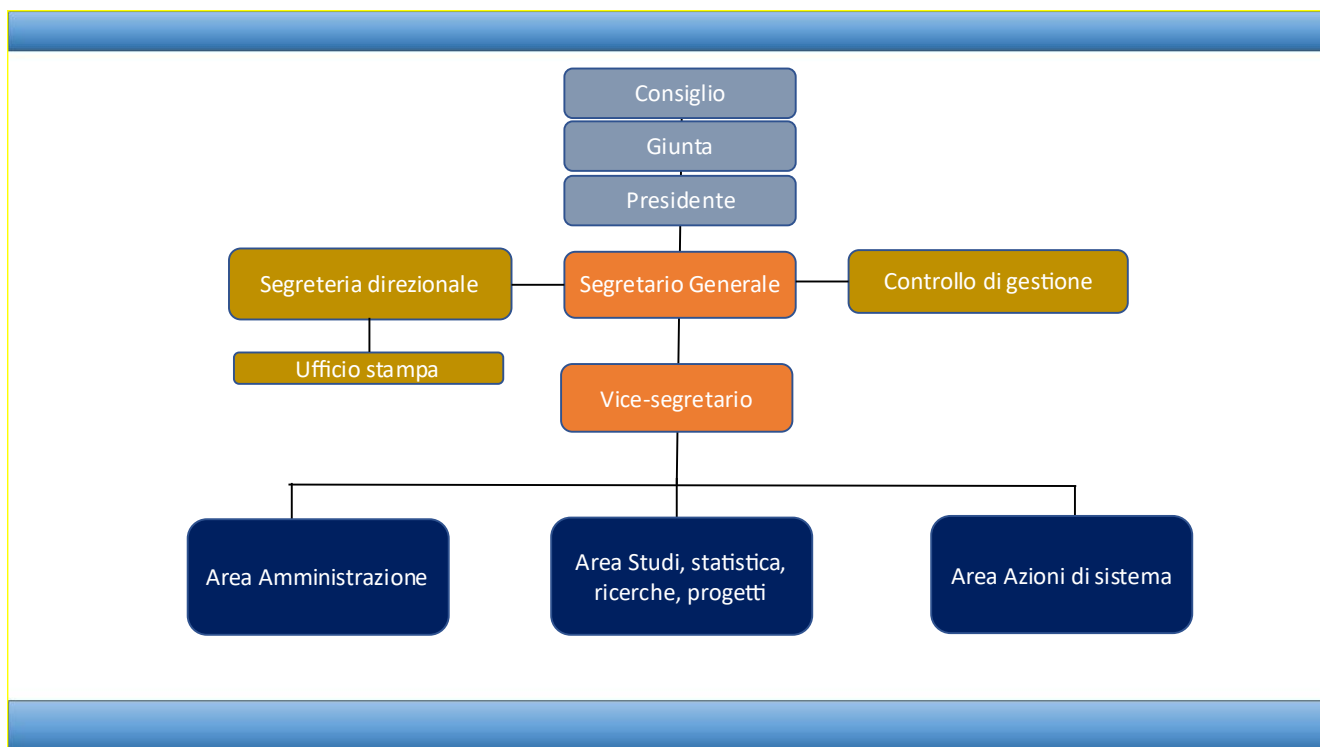 Consiglio
Giunta
Presidente
Segreteria direzionale
Segretario Generale
Controllo di gestione
Ufficio stampa
Vice-segretario
Area Amministrazione
Area Studi, statistica,
ricerche, progetti
Area Azioni di sistema